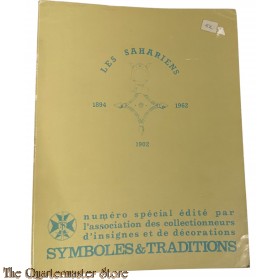 LES SAHARIENS
1894 1962
1902
numéro spécial édité par
l'association des collectionneurs
d'insignes et de décorations
SYMBOLES & TRADITIONS
© The Quartermaster Store